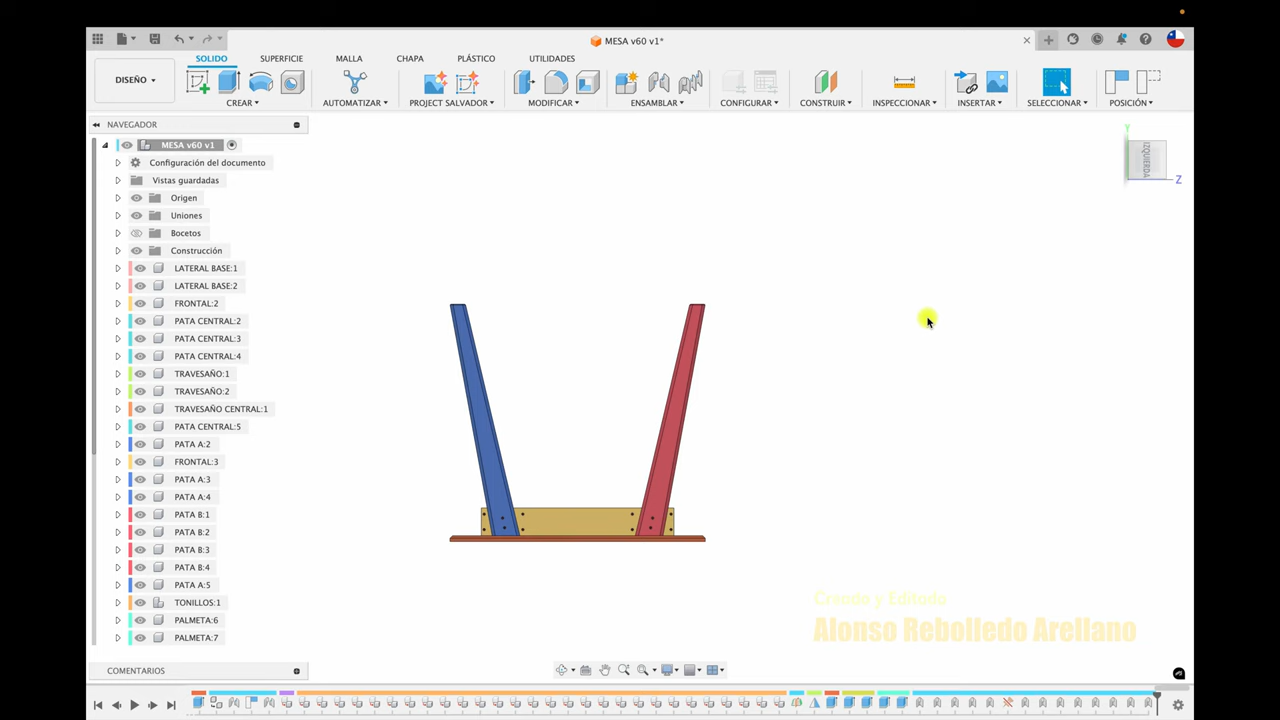 MESA v60 v1*
DISEÑO
SOLIDO SUPERFICIE MALLA CHAPA PLÁSTICO UTILIDADES
CREAR AUTOMATIZAR PROJECT SALVADOR MODIFICAR ENSAMBLAR CONFIGURAR CONSTRUIR INSPECCIONAR INSERTAR SELECCIONAR POSICIÓN
NAVEGADOR
MESA v60 v1
Configuración del documento
Vistas guardadas
Origen
Uniones
Bocetos
Construcción
LATERAL BASE:1
LATERAL BASE:2
FRONTAL:2
PATA CENTRAL:2
PATA CENTRAL:3
PATA CENTRAL:4
TRAVESAÑO:1
TRAVESAÑO:2
TRAVESAÑO CENTRAL:1
PATA CENTRAL:5
PATA A:2
FRONTAL:3
PATA A:3
PATA A:4
PATA B:1
PATA B:2
PATA B:3
PATA B:4
PATA A:5
TONILLOS:1
PALMETA:6
PALMETA:7
Y
IZQUIERDA
Z
Creato y Editado
Alonso Rebolledo Arellano
COMENTARIOS